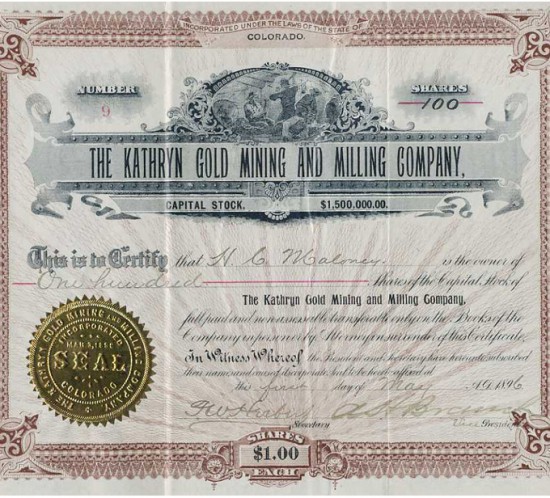 INCORPORATED UNDER THE LAWS OF THE STATE OF
COLORADO.
NUMBER
9
SHARES
100
THE KATHRYN GOLD MINING AND MILLING COMPANY,
CAPITAL STOCK. $1,500,000.00.
This is to Certify that H C Maloney is the owner of
One hundred Shares of the Capital Stock of
The Kathryn Gold Mining and Milling Company,
full paid and non assessable transferable only on the Books of the
Company in person or by Attorney on surrender of this Certificate.
In Witness Whereof the President and Secretary have hereunto subscribed
their names and caused Corporate Seal to be hereto affixed at
this first day of May A.D. 1896
Secretary Vice President
THE KATHRYN GOLD MINING AND MILLING COMPANY
INCORPORATED
SEAL
COLORADO
SHARES
$1.00
EACH